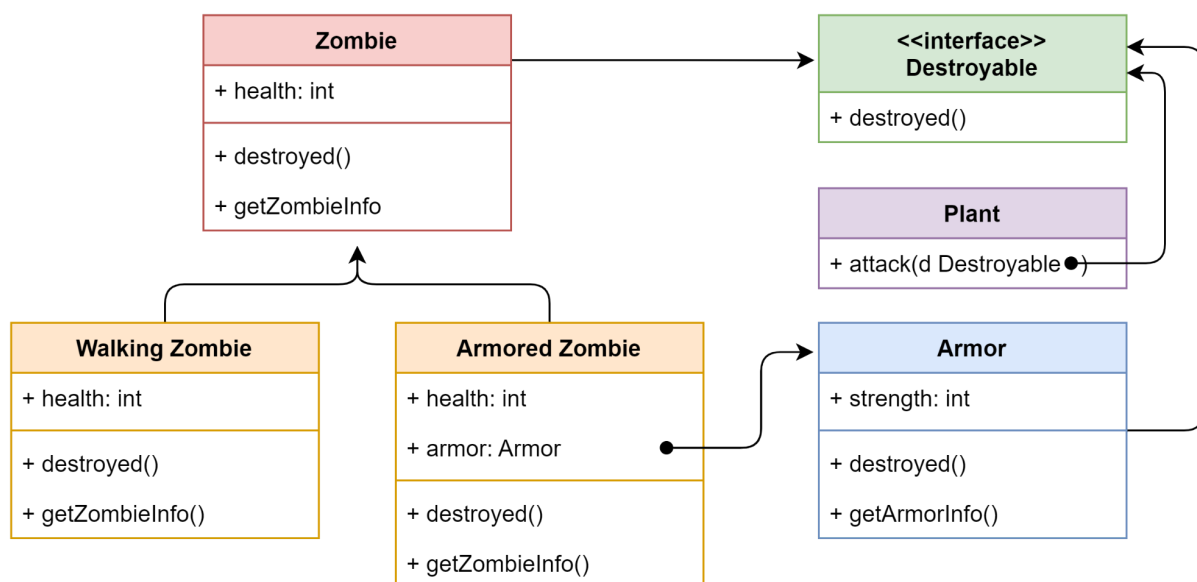 Zombie
+ health: int
+ destroyed()
+ getZombieInfo
<<interface>>
Destroyable
+ destroyed()
Plant
+ attack(d Destroyable )
Walking Zombie
+ health: int
+ destroyed()
+ getZombieInfo()
Armored Zombie
+ health: int
+ armor: Armor
+ destroyed()
+ getZombieInfo()
Armor
+ strength: int
+ destroyed()
+ getArmorInfo()